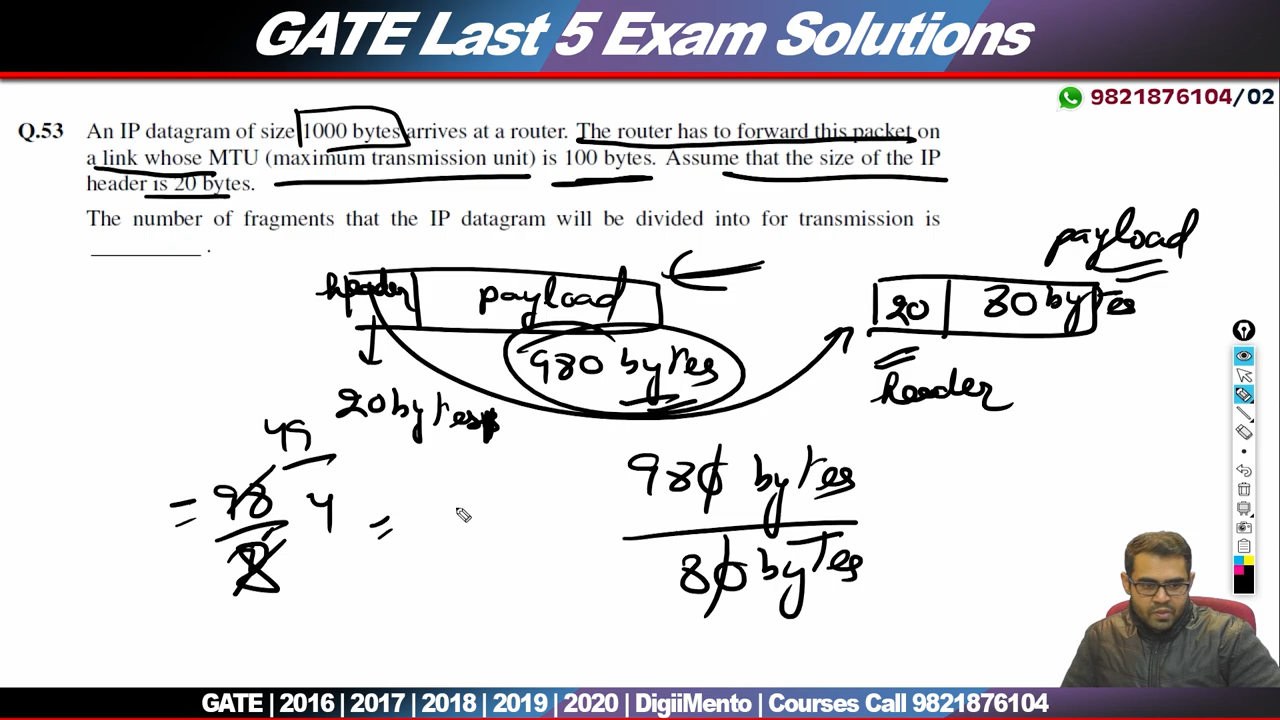 GATE Last 5 Exam Solutions
9821876104/02
Q.53 An IP datagram of size 1000 bytes arrives at a router. The router has to forward this packet on
a link whose MTU (maximum transmission unit) is 100 bytes. Assume that the size of the IP
header is 20 bytes.
The number of fragments that the IP datagram will be divided into for transmission is
__________ .
payload
header payload
20 80 bytes
980 bytes
header
20 bytes
49
980 bytes
= 98 4 =
8
80 bytes
GATE | 2016 | 2017 | 2018 | 2019 | 2020 | DigiiMento | Courses Call 9821876104